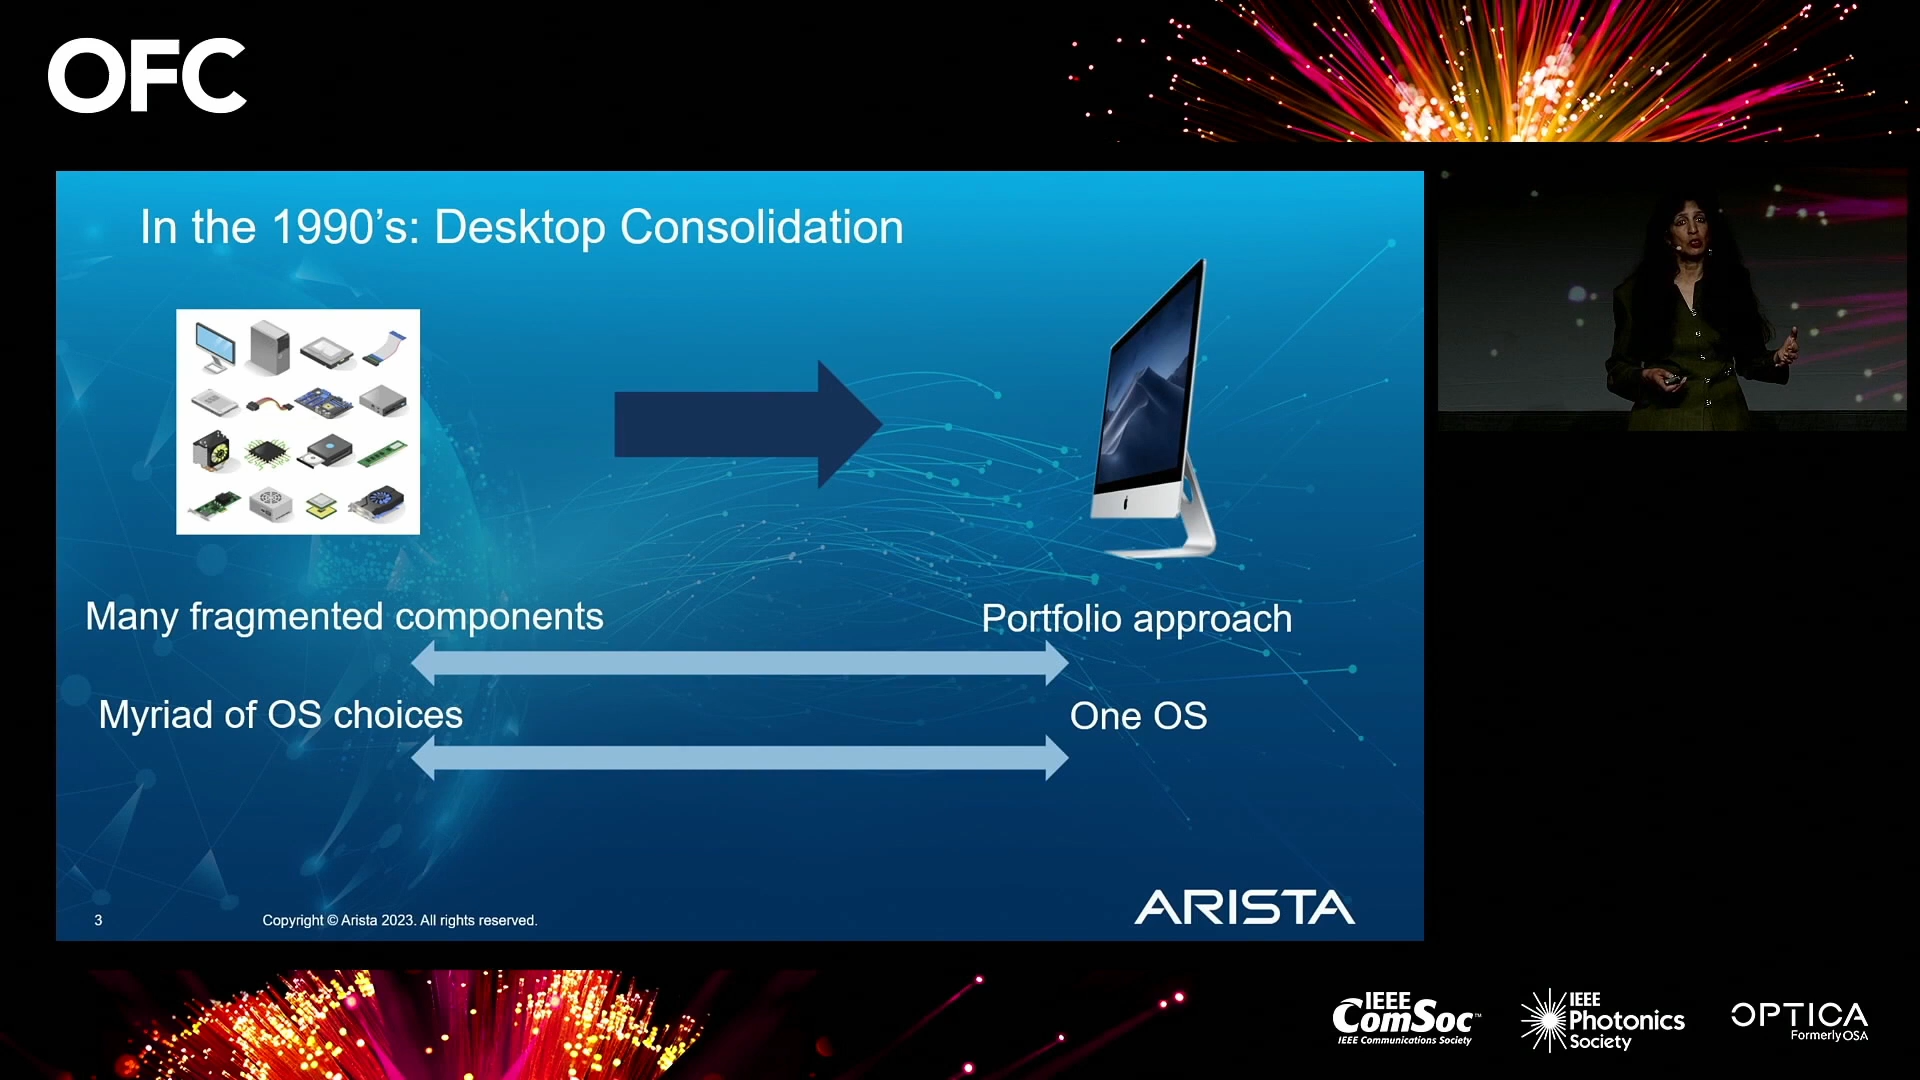 OFC
In the 1990’s: Desktop Consolidation
Many fragmented components
Portfolio approach
Myriad of OS choices
One OS
3
Copyright © Arista 2023. All rights reserved.
ARISTA
IEEE
ComSoc™
IEEE Communications Society
IEEE
Photonics
Society
OPTICA
Formerly OSA